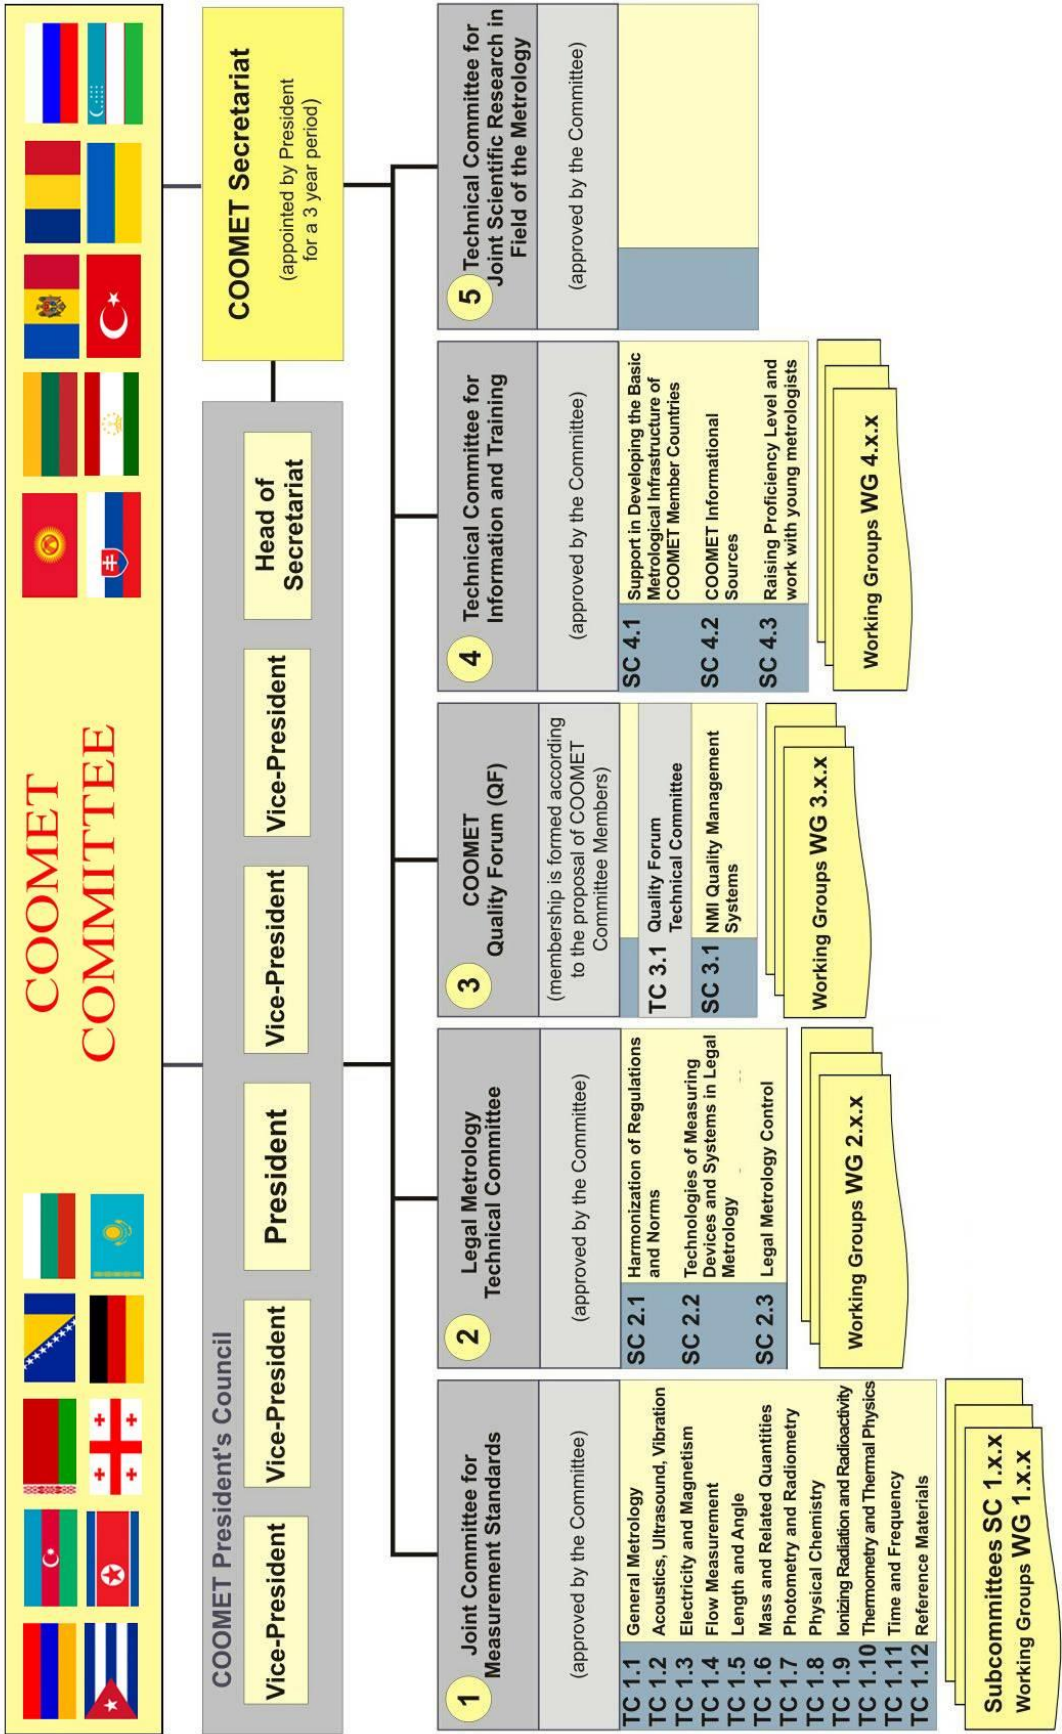 COOMET
COMMITTEE
COOMET President's Council
Vice-President
Vice-President
President
Vice-President
Vice-President
Head of
Secretariat
COOMET Secretariat
(appointed by President
for a 3 year period)
1
Joint Committee for
Measurement Standards
(approved by the Committee)
TC 1.1 General Metrology
TC 1.2 Acoustics, Ultrasound, Vibration
TC 1.3 Electricity and Magnetism
TC 1.4 Flow Measurement
TC 1.5 Length and Angle
TC 1.6 Mass and Related Quantities
TC 1.7 Photometry and Radiometry
TC 1.8 Physical Chemistry
TC 1.9 Ionizing Radiation and Radioactivity
TC 1.10 Thermometry and Thermal Physics
TC 1.11 Time and Frequency
TC 1.12 Reference Materials
Subcommittees SC 1.x.x
Working Groups WG 1.x.x
2
Legal Metrology
Technical Committee
(approved by the Committee)
SC 2.1 Harmonization of Regulations
and Norms
SC 2.2 Technologies of Measuring
Devices and Systems in Legal
Metrology
SC 2.3 Legal Metrology Control
Working Groups WG 2.x.x
3
COOMET
Quality Forum (QF)
(membership is formed according
to the proposal of COOMET
Committee Members)
TC 3.1 Quality Forum
Technical Committee
SC 3.1 NMI Quality Management
Systems
Working Groups WG 3.x.x
4
Technical Committee for
Information and Training
(approved by the Committee)
SC 4.1 Support in Developing the Basic
Metrological Infrastructure of
COOMET Member Countries
SC 4.2 COOMET Informational
Sources
SC 4.3 Raising Proficiency Level and
work with young metrologists
Working Groups WG 4.x.x
5
Technical Committee for
Joint Scientific Research in
Field of the Metrology
(approved by the Committee)